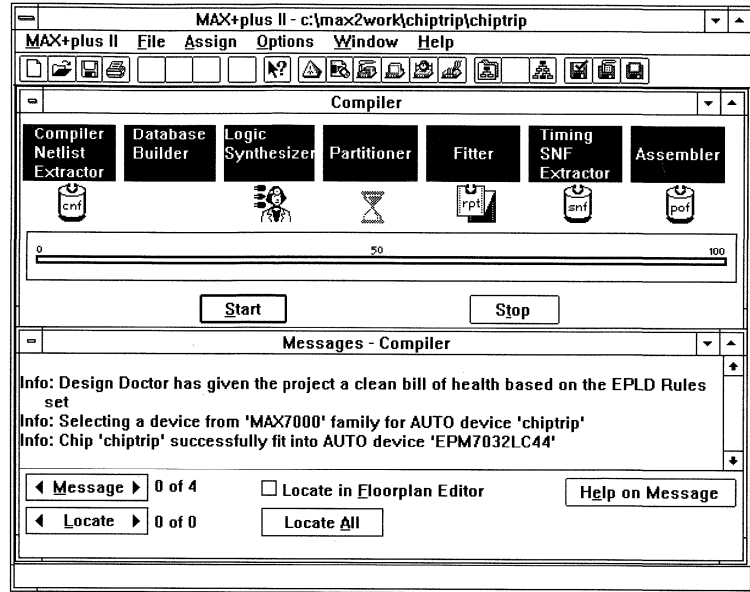 MAX+plus II - c:\max2work\chiptrip\chiptrip
MAX+plus II File Assign Options Window Help
Compiler
Compiler Netlist Extractor
Database Builder
Logic Synthesizer
Partitioner
Fitter
Timing SNF Extractor
Assembler
cnf
rpt
snf
pof
0 50 100
Start Stop
Messages - Compiler
Info: Design Doctor has given the project a clean bill of health based on the EPLD Rules
set
Info: Selecting a device from 'MAX7000' family for AUTO device 'chiptrip'
Info: Chip 'chiptrip' successfully fit into AUTO device 'EPM7032LC44'
Message 0 of 4 Locate in Floorplan Editor Help on Message
Locate 0 of 0 Locate All